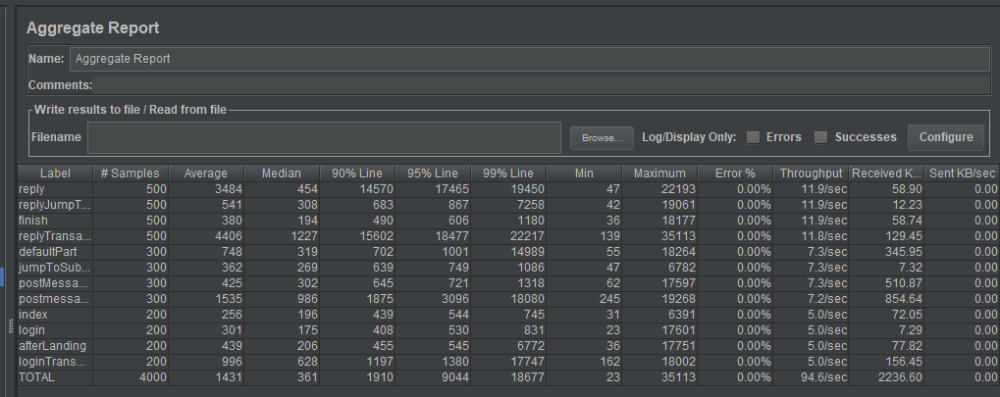 Aggregate Report
Name: Aggregate Report
Comments:
Write results to file / Read from file
Filename Browse... Log/Display Only: Errors Successes Configure
Label # Samples Average Median 90% Line 95% Line 99% Line Min Maximum Error % Throughput Received K... Sent KB/sec
reply 500 3484 454 14570 17465 19450 47 22193 0.00% 11.9/sec 58.90 0.00
replyJumpT... 500 541 308 683 867 7258 42 19061 0.00% 11.9/sec 12.23 0.00
finish 500 380 194 490 606 1180 36 18177 0.00% 11.9/sec 58.74 0.00
replyTransa... 500 4406 1227 15602 18477 22217 139 35113 0.00% 11.8/sec 129.45 0.00
defaultPart 300 748 319 702 1001 14989 55 18264 0.00% 7.3/sec 345.95 0.00
jumpToSub... 300 362 269 639 749 1086 47 6782 0.00% 7.3/sec 7.32 0.00
postMessa... 300 425 302 645 721 1318 62 17597 0.00% 7.3/sec 510.87 0.00
postmessa... 300 1535 986 1875 3096 18080 245 19268 0.00% 7.2/sec 854.64 0.00
index 200 256 196 439 544 745 31 6391 0.00% 5.0/sec 72.05 0.00
login 200 301 175 408 530 831 23 17601 0.00% 5.0/sec 7.29 0.00
afterLanding 200 439 206 455 545 6772 36 17751 0.00% 5.0/sec 77.82 0.00
loginTrans... 200 996 628 1197 1380 17747 162 18002 0.00% 5.0/sec 156.45 0.00
TOTAL 4000 1431 361 1910 9044 18677 23 35113 0.00% 94.6/sec 2236.60 0.00